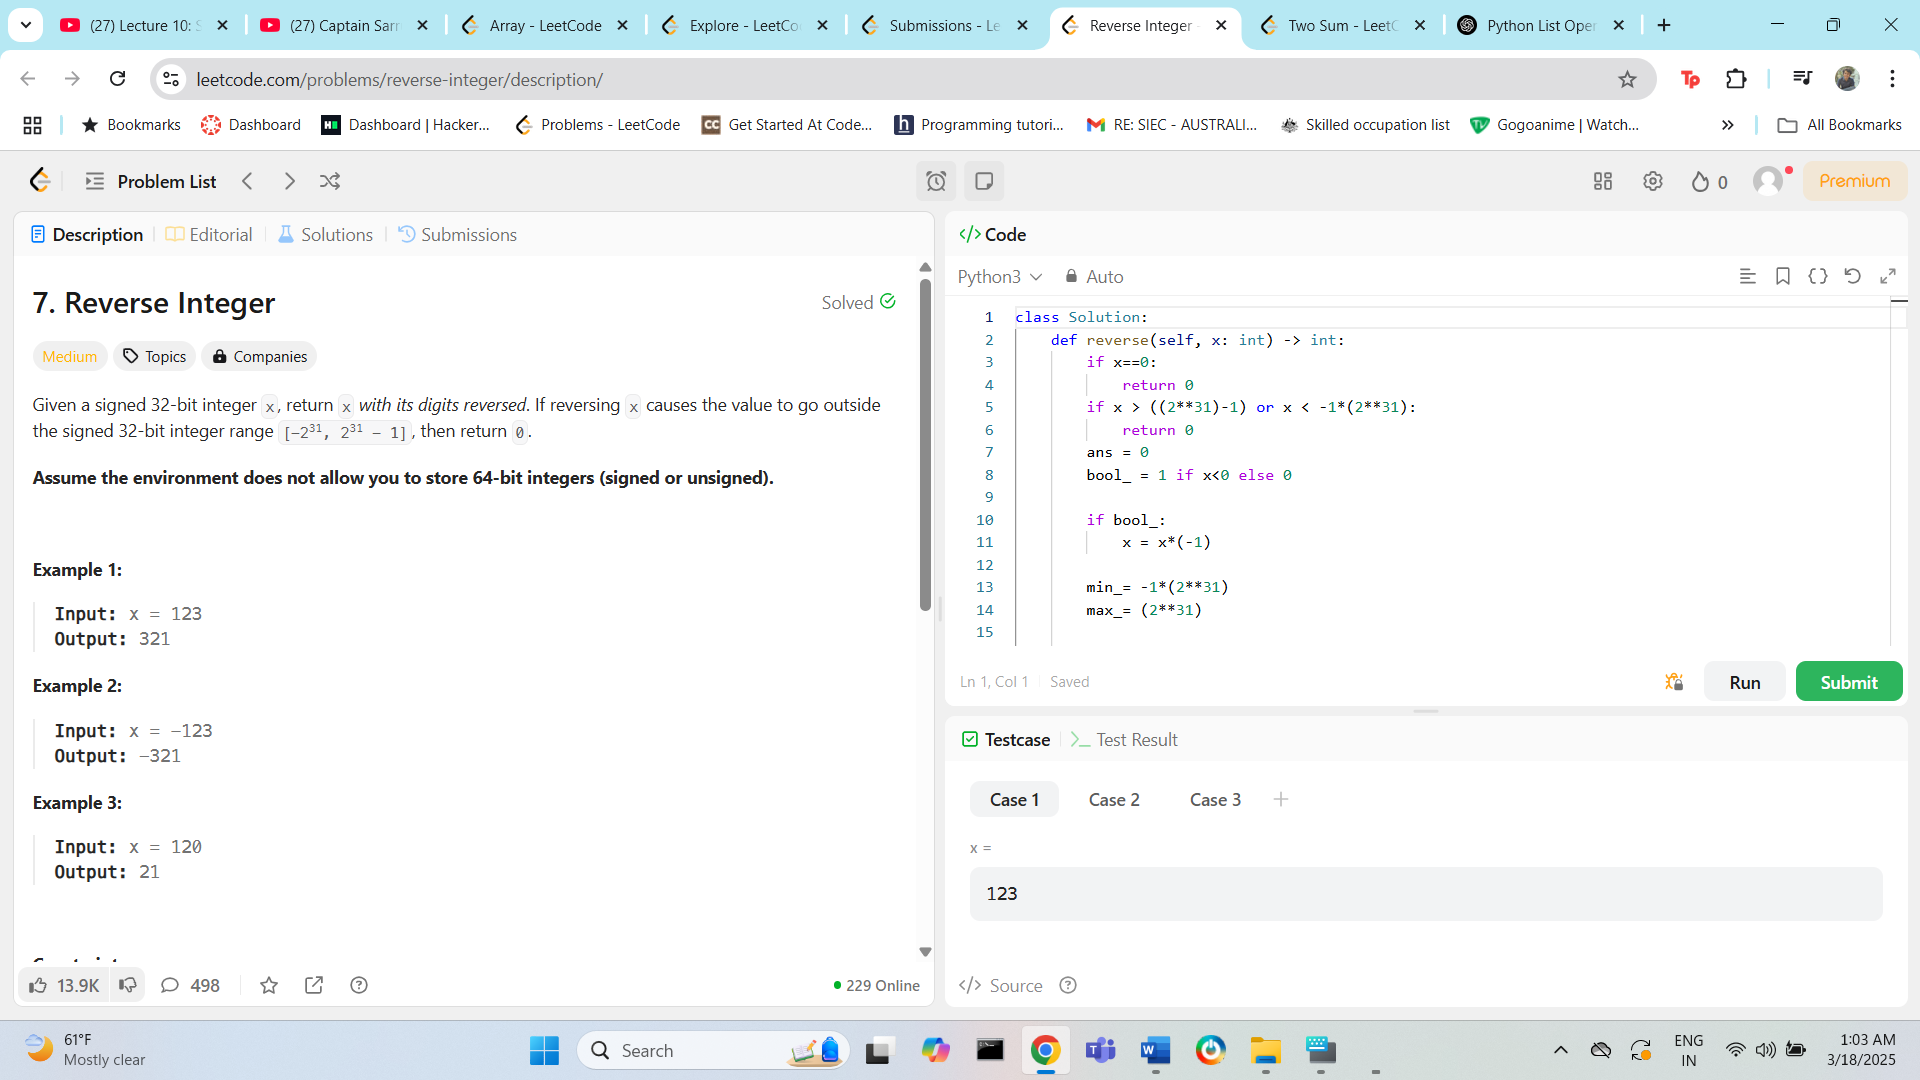 (27) Lecture 10: S
(27) Captain Sarr
Array - LeetCode
Explore - LeetCo
Submissions - Le
Reverse Integer
Two Sum - LeetC
Python List Oper
leetcode.com/problems/reverse-integer/description/
Tp
Bookmarks
Dashboard
Dashboard | Hacker...
Problems - LeetCode
Get Started At Code...
Programming tutori...
RE: SIEC - AUSTRALI...
Skilled occupation list
Gogoanime | Watch...
All Bookmarks
Problem List
0
Premium
Description
Editorial
Solutions
Submissions
7. Reverse Integer
Solved
Medium
Topics
Companies
Given a signed 32-bit integer x, return x with its digits reversed. If reversing x causes the value to go outside
the signed 32-bit integer range [−2³¹, 2³¹ − 1], then return 0.
Assume the environment does not allow you to store 64-bit integers (signed or unsigned).
Example 1:
Input: x = 123
Output: 321
Example 2:
Input: x = −123
Output: −321
Example 3:
Input: x = 120
Output: 21
13.9K
498
229 Online
Code
Python3
Auto
1 class Solution:
2 def reverse(self, x: int) -> int:
3 if x==0:
4 return 0
5 if x > ((2**31)-1) or x < -1*(2**31):
6 return 0
7 ans = 0
8 bool_ = 1 if x<0 else 0
9
10 if bool_:
11 x = x*(-1)
12
13 min_= -1*(2**31)
14 max_= (2**31)
15
Ln 1, Col 1
Saved
Run
Submit
Testcase
Test Result
Case 1
Case 2
Case 3
x =
123
Source
61°F
Mostly clear
Search
ENG
IN
1:03 AM
3/18/2025